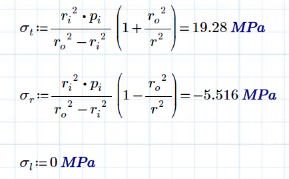 σₜ := (rᵢ² • pᵢ)/(rₒ² − rᵢ²) (1 + rₒ²/r²) = 19.28 MPa
σᵣ := (rᵢ² • pᵢ)/(rₒ² − rᵢ²) (1 − rₒ²/r²) = −5.516 MPa
σₗ := 0 MPa